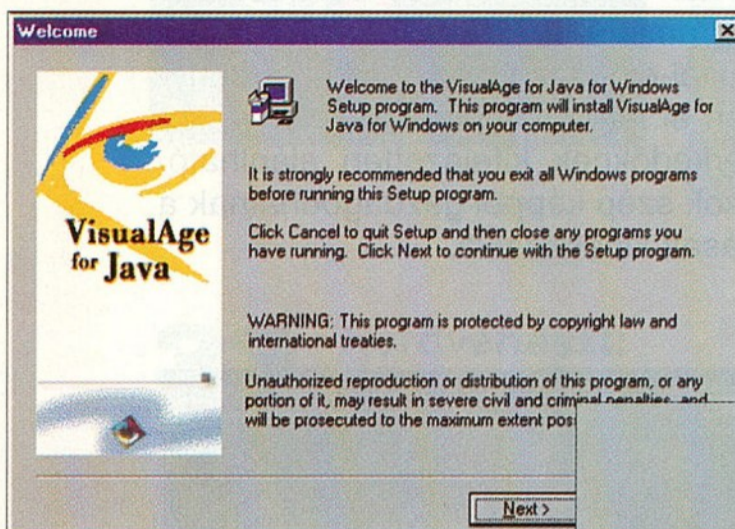 Welcome
VisualAge
for Java
Welcome to the VisualAge for Java for Windows
Setup program. This program will install VisualAge for
Java for Windows on your computer.
It is strongly recommended that you exit all Windows programs
before running this Setup program.
Click Cancel to quit Setup and then close any programs you
have running. Click Next to continue with the Setup program.
WARNING: This program is protected by copyright law and
international treaties.
Unauthorized reproduction or distribution of this program, or any
portion of it, may result in severe civil and criminal penalties, and
will be prosecuted to the maximum extent
Next >